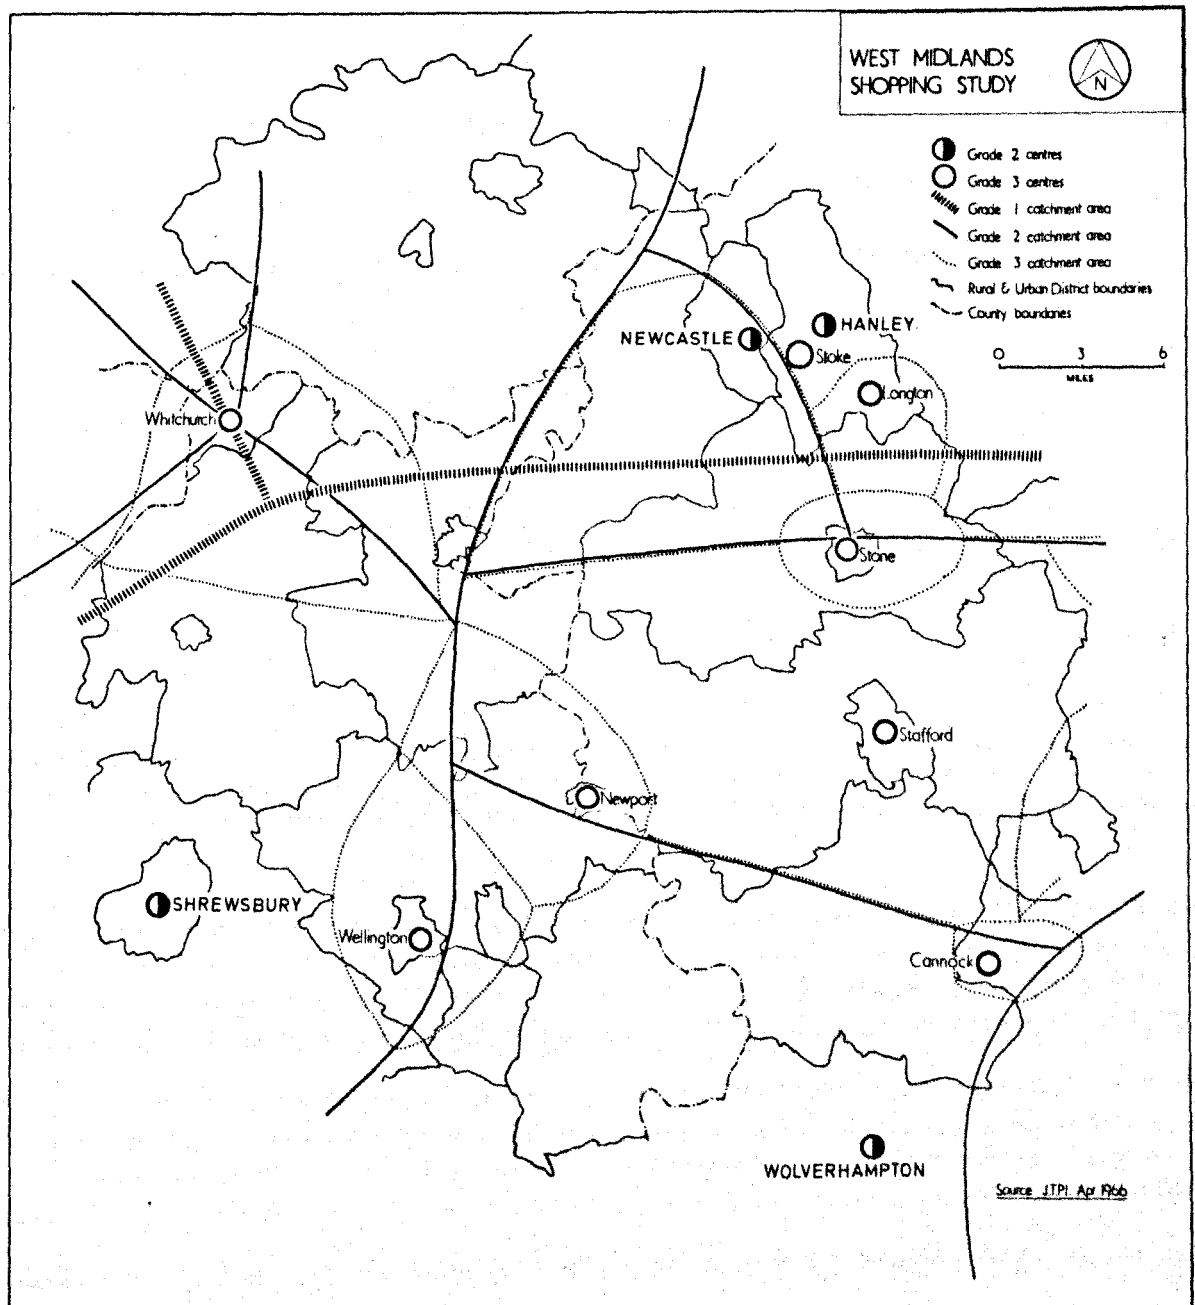 WEST MIDLANDS
SHOPPING STUDY
N
Grade 2 centres
Grade 3 centres
Grade 1 catchment area
Grade 2 catchment area
Grade 3 catchment area
Rural & Urban District boundaries
County boundaries
0 3 6
MILES
HANLEY
NEWCASTLE
Stoke
Longton
Whitchurch
Stone
Stafford
Newport
SHREWSBURY
Wellington
Cannock
WOLVERHAMPTON
Source J.T.P.I. Apr 1966